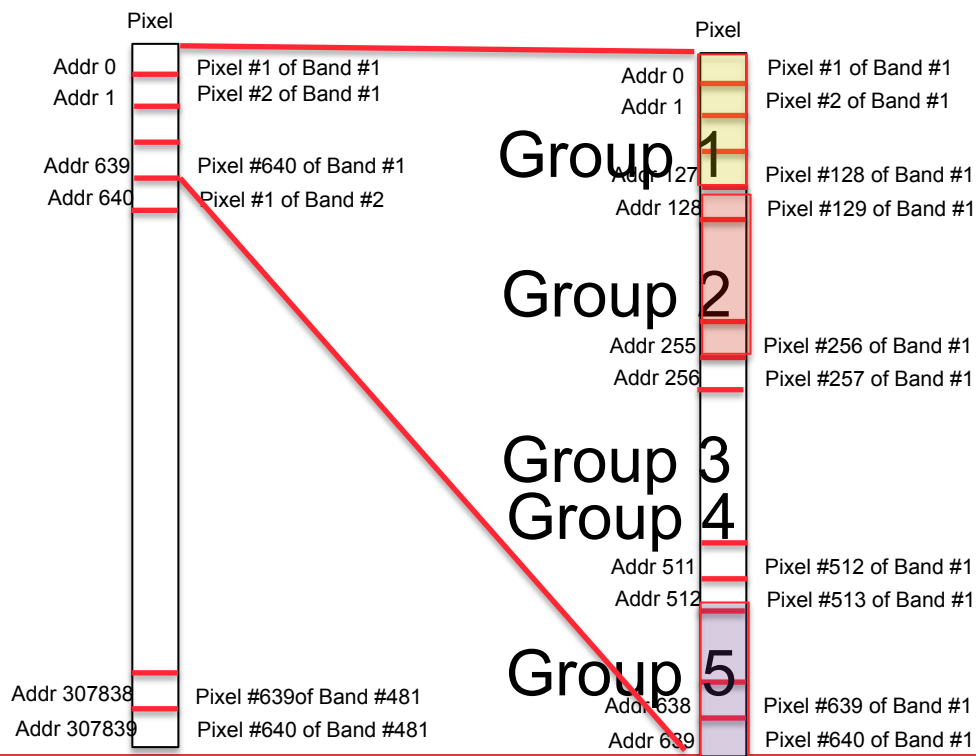 Pixel
Addr 0
Pixel #1 of Band #1
Addr 1
Pixel #2 of Band #1
Addr 639
Pixel #640 of Band #1
Addr 640
Pixel #1 of Band #2
Addr 307838
Pixel #639of Band #481
Addr 307839
Pixel #640 of Band #481
Pixel
Addr 0
Pixel #1 of Band #1
Addr 1
Pixel #2 of Band #1
Group 1
Addr 127
Pixel #128 of Band #1
Addr 128
Pixel #129 of Band #1
Group 2
Addr 255
Pixel #256 of Band #1
Addr 256
Pixel #257 of Band #1
Group 3
Group 4
Addr 511
Pixel #512 of Band #1
Addr 512
Pixel #513 of Band #1
Group 5
Addr 638
Pixel #639 of Band #1
Addr 639
Pixel #640 of Band #1